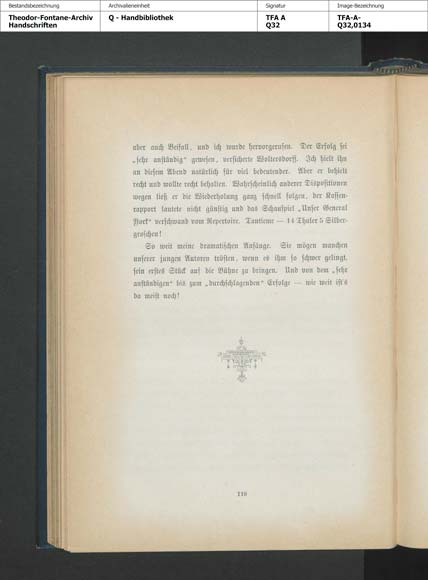 Bestandsbezeichnung
Archivalieneinheit
Signatur
Image-Bezeichnung
Theodor-Fontane-Archiv
Handschriften
Q - Handbibliothek
TFA A
Q32
TFA-A-
Q32,0134
aber auch Beifall, und ich wurde hervorgerufen. Der Erfolg sei
„sehr anständig“ gewesen, versicherte Woltersdorff. Ich hielt ihn
an diesem Abend natürlich für viel bedeutender. Aber er behielt
recht und wollte recht behalten. Wahrscheinlich anderer Dispositionen
wegen ließ er die Wiederholung ganz schnell folgen, der Kassen-
rapport lautete nicht günstig und das Schauspiel „Unser General
York“ verschwand vom Repertoire. Tantieme — 14 Thaler 5 Silber-
groschen!
So weit meine dramatischen Anfänge. Sie mögen manchen
unserer jungen Autoren trösten, wenn es ihm so schwer gelingt,
sein erstes Stück auf die Bühne zu bringen. Und von dem „sehr
anständigen“ bis zum „durchschlagenden“ Erfolge — wie weit ist's
da meist noch!
110